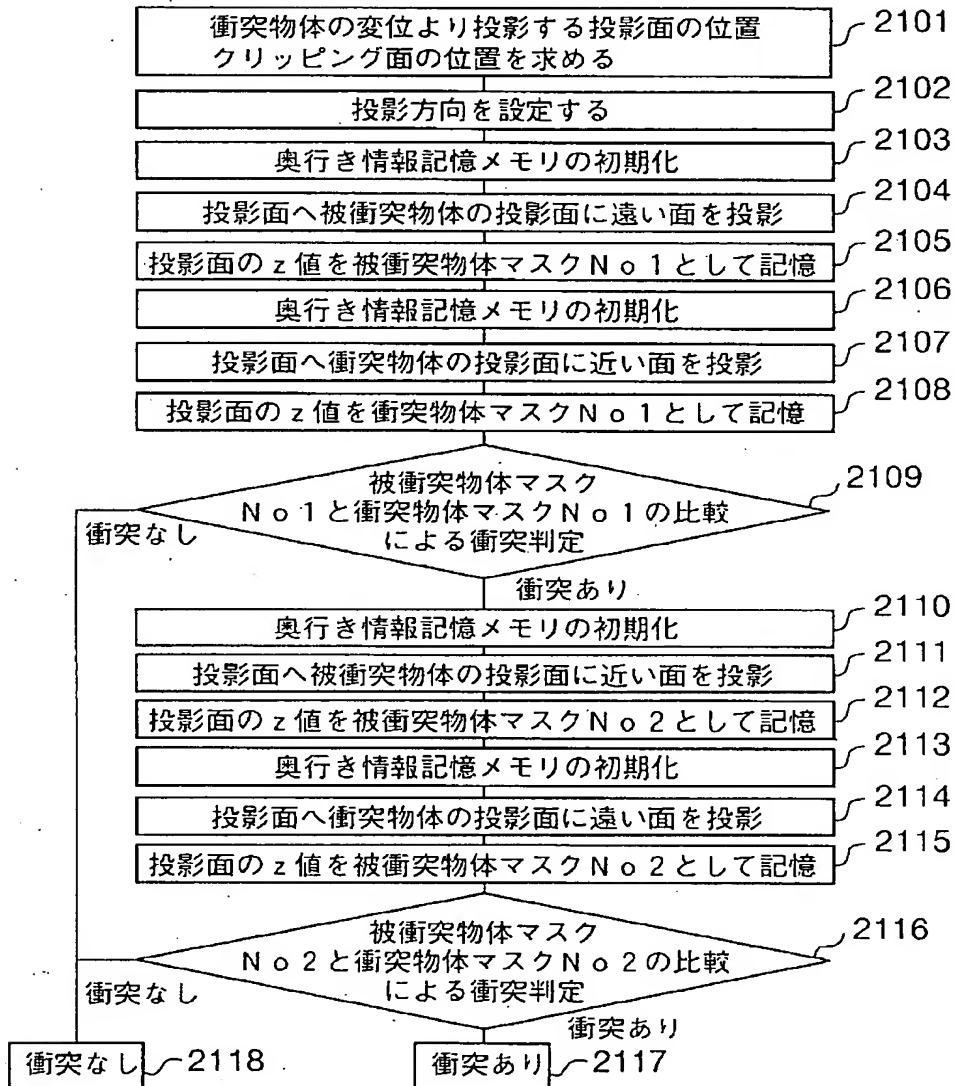 衝突物体の変位より投影する投影面の位置
クリッピング面の位置を求める
2101
投影方向を設定する
2102
奥行き情報記憶メモリの初期化
2103
投影面へ被衝突物体の投影面に遠い面を投影
2104
投影面のz値を被衝突物体マスクNo1として記憶
2105
奥行き情報記憶メモリの初期化
2106
投影面へ衝突物体の投影面に近い面を投影
2107
投影面のz値を衝突物体マスクNo1として記憶
2108
被衝突物体マスク
No1と衝突物体マスクNo1の比較
による衝突判定
2109
衝突なし
衝突あり
奥行き情報記憶メモリの初期化
2110
投影面へ被衝突物体の投影面に近い面を投影
2111
投影面のz値を被衝突物体マスクNo2として記憶
2112
奥行き情報記憶メモリの初期化
2113
投影面へ衝突物体の投影面に遠い面を投影
2114
投影面のz値を被衝突物体マスクNo2として記憶
2115
被衝突物体マスク
No2と衝突物体マスクNo2の比較
による衝突判定
2116
衝突なし
衝突あり
衝突なし
2118
衝突あり
2117